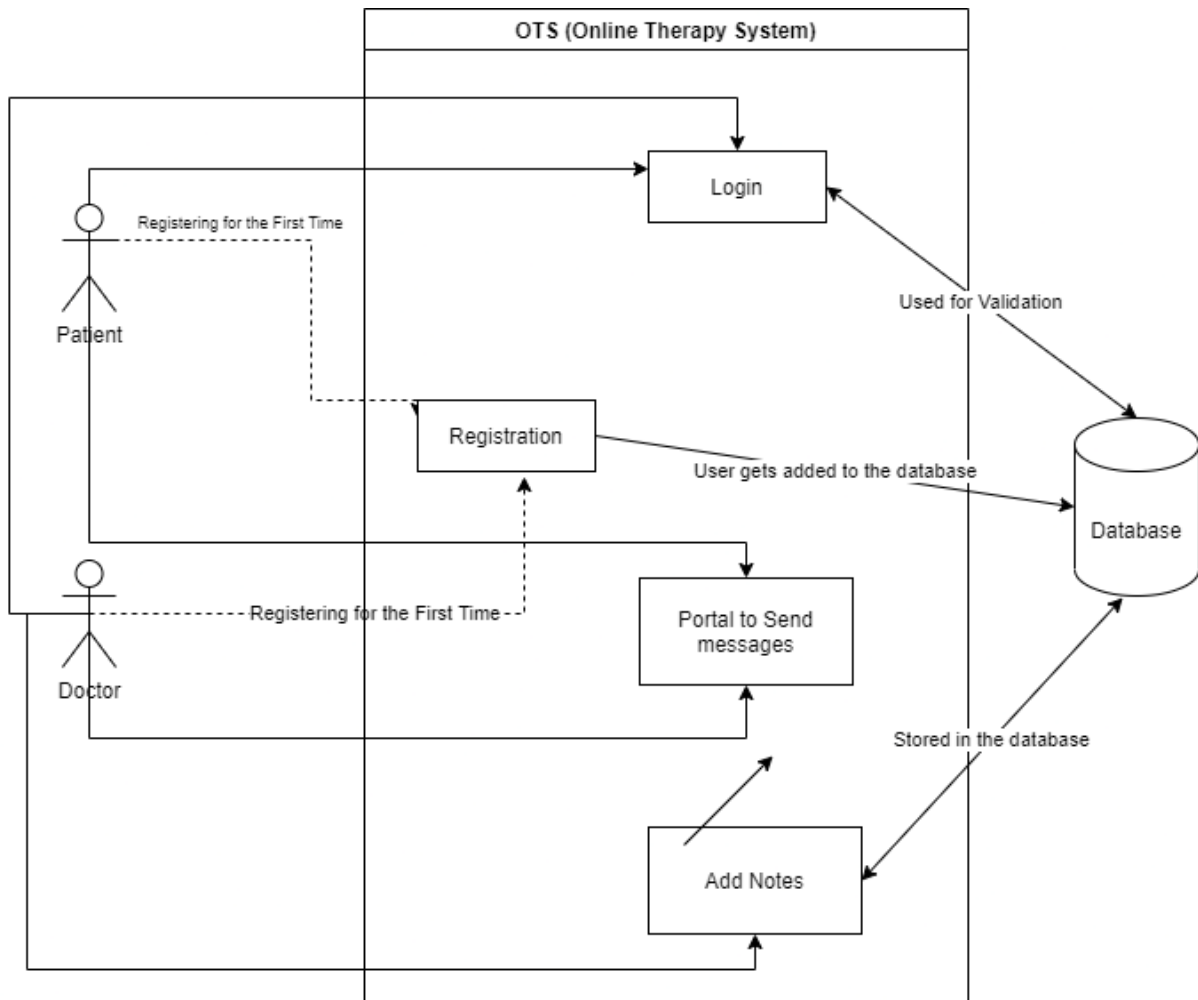 OTS (Online Therapy System)
Login
Registering for the First Time
Patient
Used for Validation
Registration
User gets added to the database
Database
Registering for the First Time
Portal to Send
messages
Doctor
Stored in the database
Add Notes